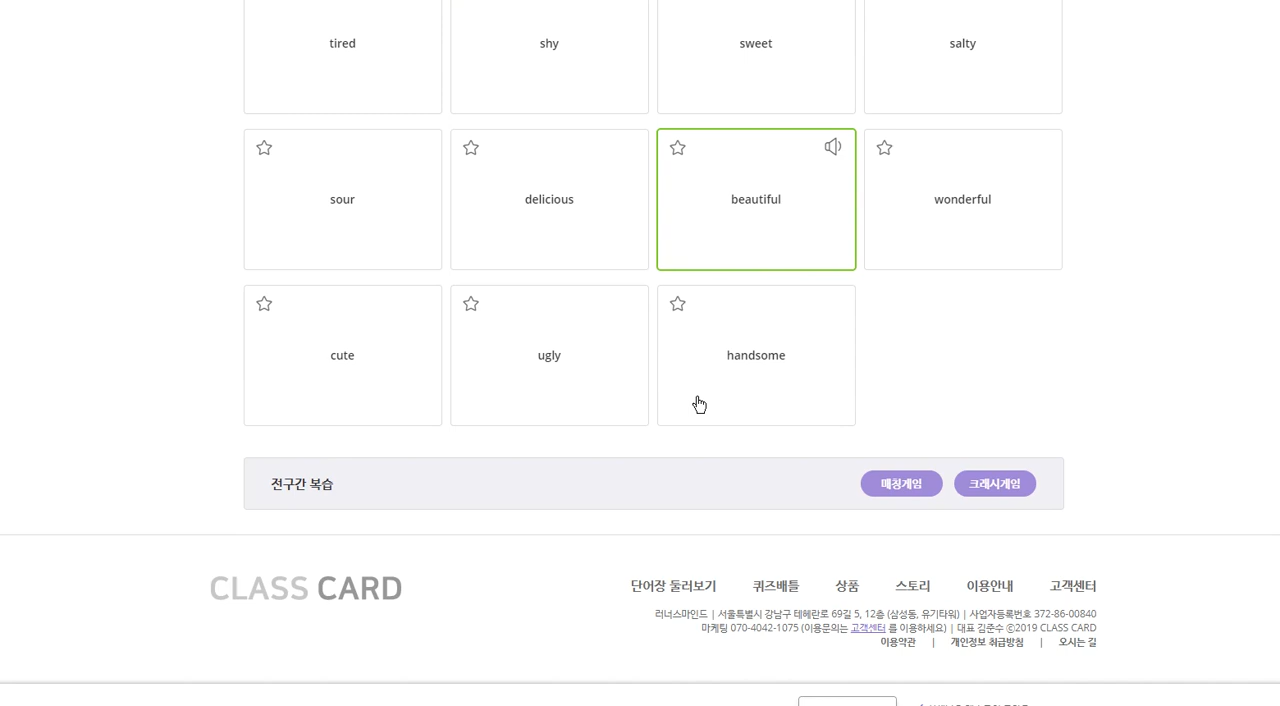 tired shy sweet salty
sour delicious beautiful wonderful
cute ugly handsome
전구간 복습 매칭게임 크래시게임
CLASS CARD
단어장 둘러보기 퀴즈배틀 상품 스토리 이용안내 고객센터
러너스마인드 | 서울특별시 강남구 테헤란로 69길 5, 12층 (삼성동, 유기타워) | 사업자등록번호 372-86-00840
마케팅 070-4042-1075 (이용문의는 고객센터 를 이용하세요) | 대표 김준수 ⓒ2019 CLASS CARD
이용약관 | 개인정보 취급방침 | 오시는 길